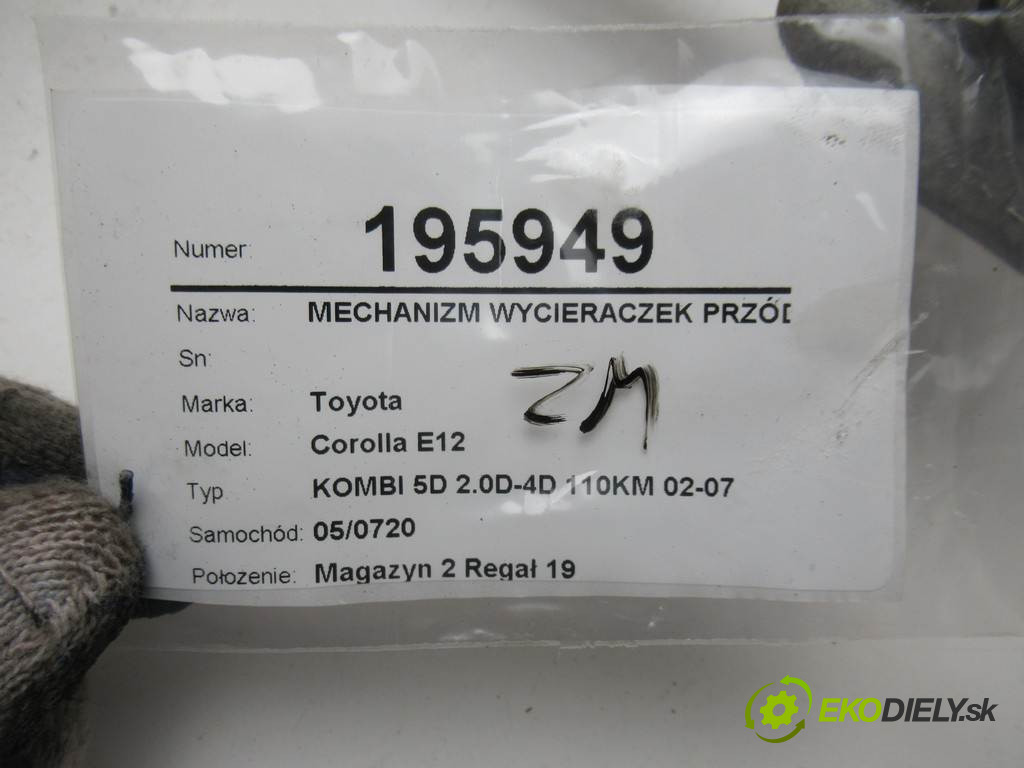 Numer: 195949
Nazwa: MECHANIZM WYCIERACZEK PRZÓD
Sn:
ZM
Marka: Toyota
Model: Corolla E12
Typ KOMBI 5D 2.0D-4D 110KM 02-07
Samochód: 05/0720
Położenie: Magazyn 2 Regał 19
EKODIELY.sk